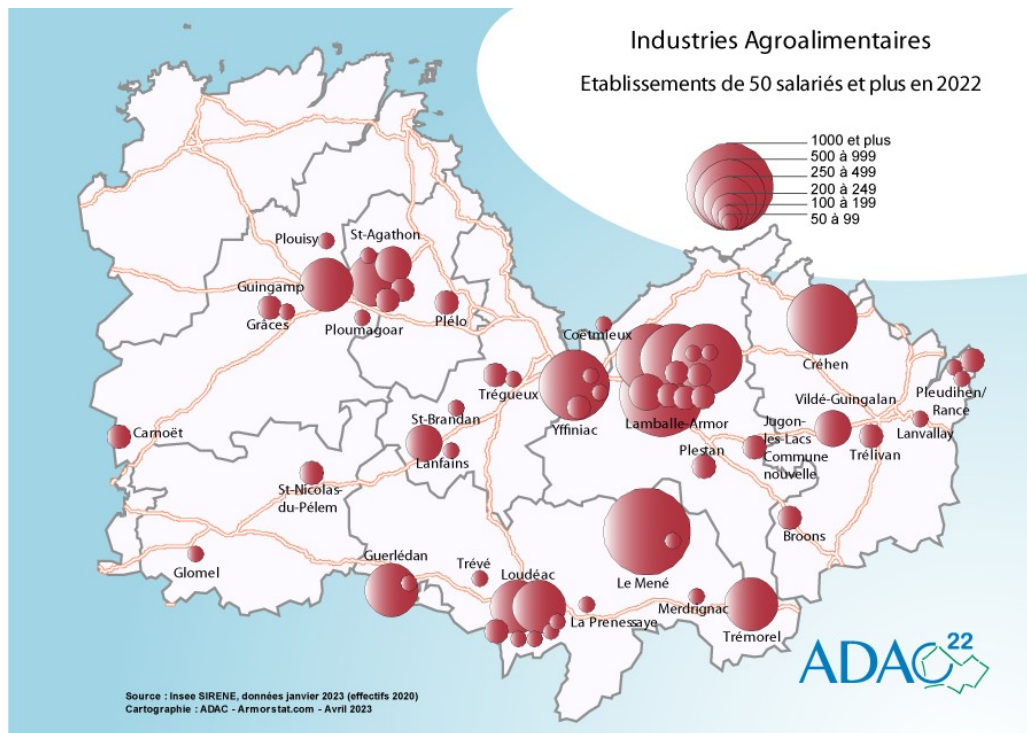 Industries Agroalimentaires
Etablissements de 50 salariés et plus en 2022
1000 et plus
500 à 999
250 à 499
200 à 249
100 à 199
50 à 99
Plouisy
St-Agathon
Guingamp
Grâces
Ploumagoar
Plélo
Coëtmieux
Créhen
Trégueux
Yffiniac
Lamballe-Armor
Vildé-Guingalan
Pleudihen/
Rance
Lanvallay
Trélivan
Jugon-
les-Lacs
Commune
nouvelle
Plestan
St-Brandan
Lanfains
Carnoët
St-Nicolas-
du-Pélem
Broons
Glomel
Guerlédan
Trévé
Loudéac
Le Mené
La Prenessaye
Merdrignac
Trémorel
ADAC22
Source : Insee SIRENE, données janvier 2023 (effectifs 2020)
Cartographie : ADAC - Armorstat.com - Avril 2023